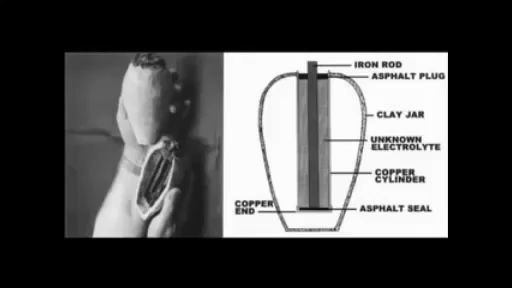 IRON ROD
ASPHALT PLUG
CLAY JAR
UNKNOWN
ELECTROLYTE
COPPER
CYLINDER
COPPER
END
ASPHALT SEAL